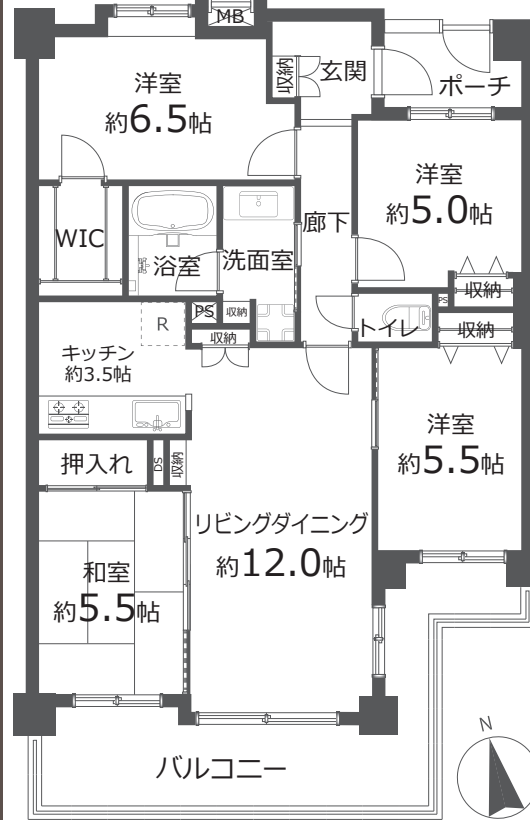 MB
洋室
約6.5帖
収納
玄関
ポーチ
洋室
約5.0帖
WIC
浴室
洗面室
廊下
PS
収納
PS
収納
トイレ
収納
収納
R
キッチン
約3.5帖
洋室
約5.5帖
押入れ
DS
収納
リビングダイニング
約12.0帖
和室
約5.5帖
バルコニー
N